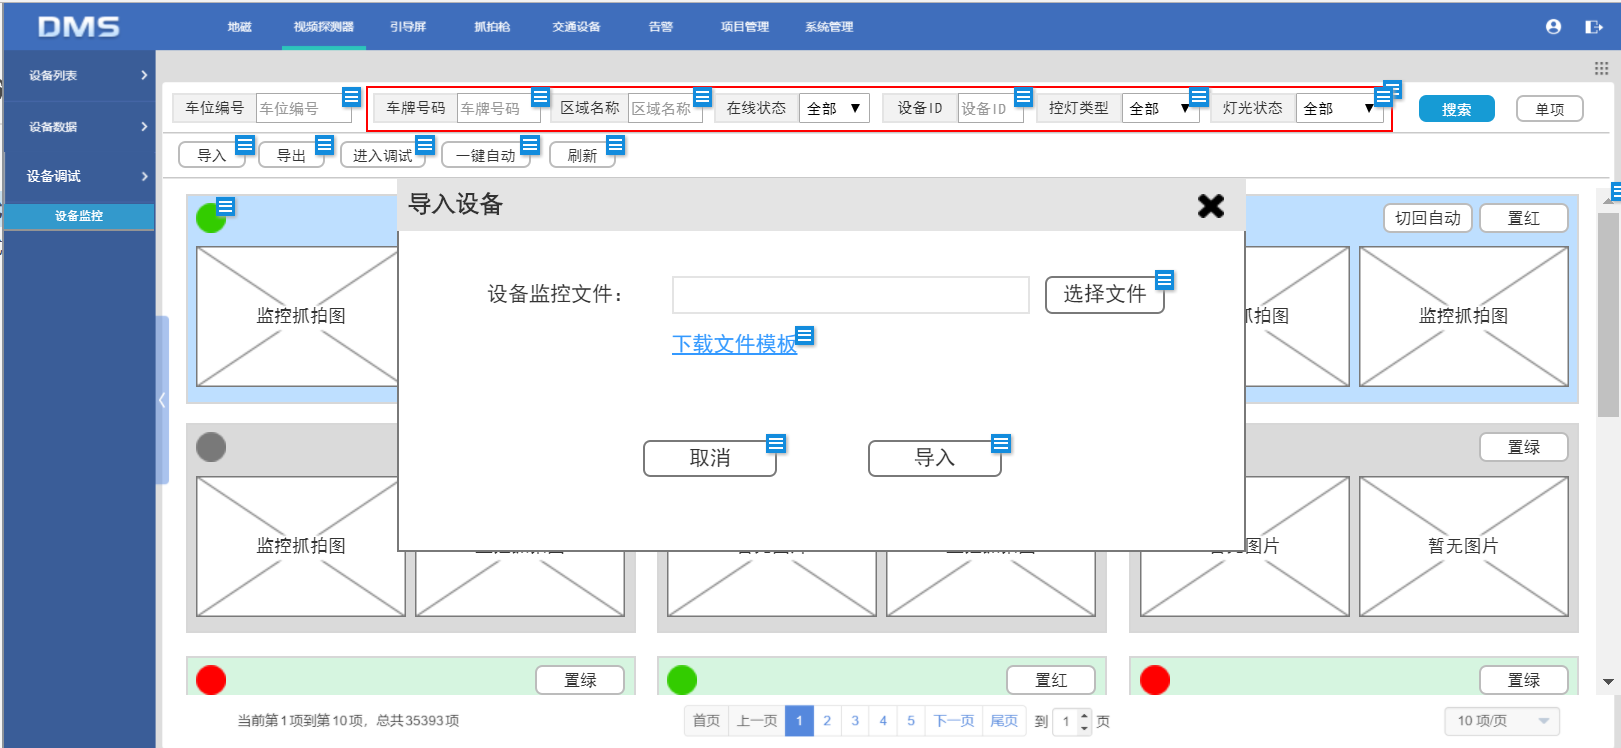 DMS
地磁 视频探测器 引导屏 抓拍枪 交通设备 告警 项目管理 系统管理
设备列表
设备数据
设备调试
设备监控
车位编号 车位编号 车牌号码 车牌号码 区域名称 区域名称 在线状态 全部 ▼ 设备ID 设备ID 控灯类型 全部 ▼ 灯光状态 全部 ▼ 搜索 单项
导入 导出 进入调试 一键自动 刷新
导入设备
切回自动 置红
设备监控文件：
选择文件
下载文件模板
监控抓拍图 抓拍图 监控抓拍图
取消 导入
置绿
监控抓拍图 暂无图片
置绿 置红 置绿
当前第1项到第10项，总共35393项
首页 上一页 1 2 3 4 5 下一页 尾页 到 1 页
10 项/页